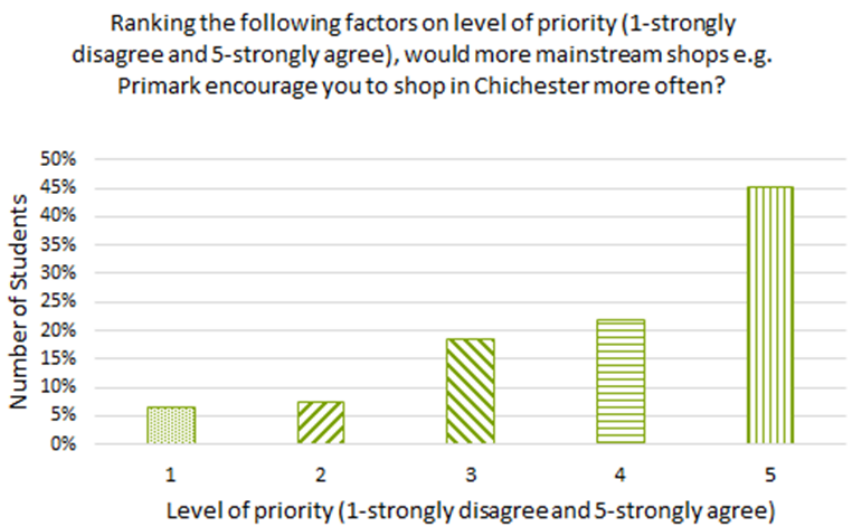 Ranking the following factors on level of priority (1-strongly
disagree and 5-strongly agree), would more mainstream shops e.g.
Primark encourage you to shop in Chichester more often?
50%
45%
40%
35%
30%
25%
20%
15%
10%
5%
0%
Number of Students
1 2 3 4 5
Level of priority (1-strongly disagree and 5-strongly agree)